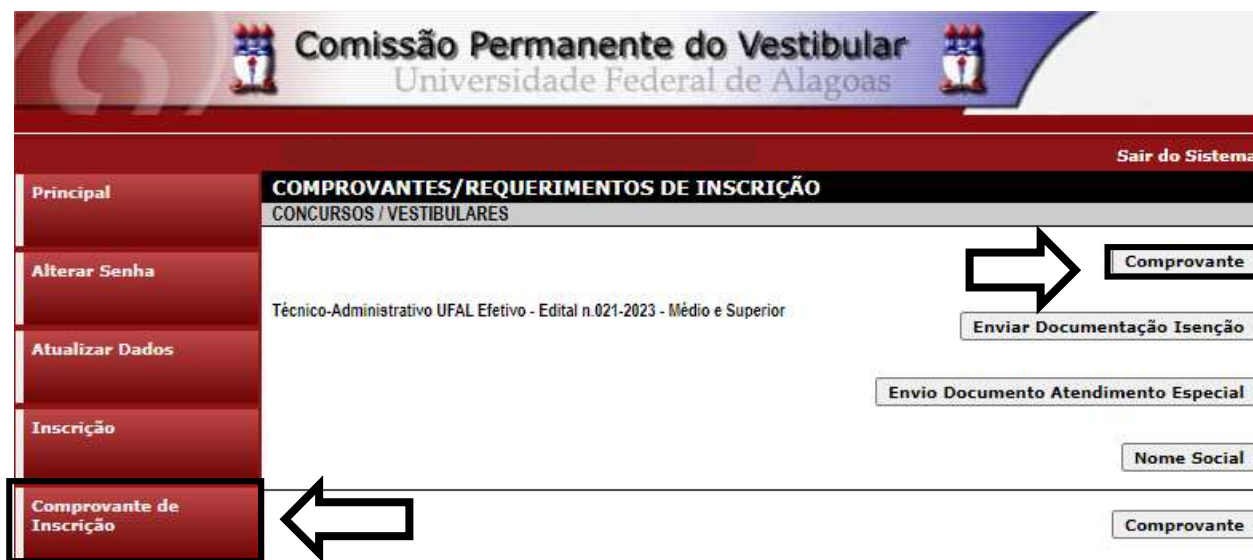 Comissão Permanente do Vestibular
Universidade Federal de Alagoas
Sair do Sistema
Principal
Alterar Senha
Atualizar Dados
Inscrição
Comprovante de
Inscrição
COMPROVANTES/REQUERIMENTOS DE INSCRIÇÃO
CONCURSOS / VESTIBULARES
Comprovante
Técnico-Administrativo UFAL Efetivo - Edital n.021-2023 - Médio e Superior
Enviar Documentação Isenção
Envio Documento Atendimento Especial
Nome Social
Comprovante